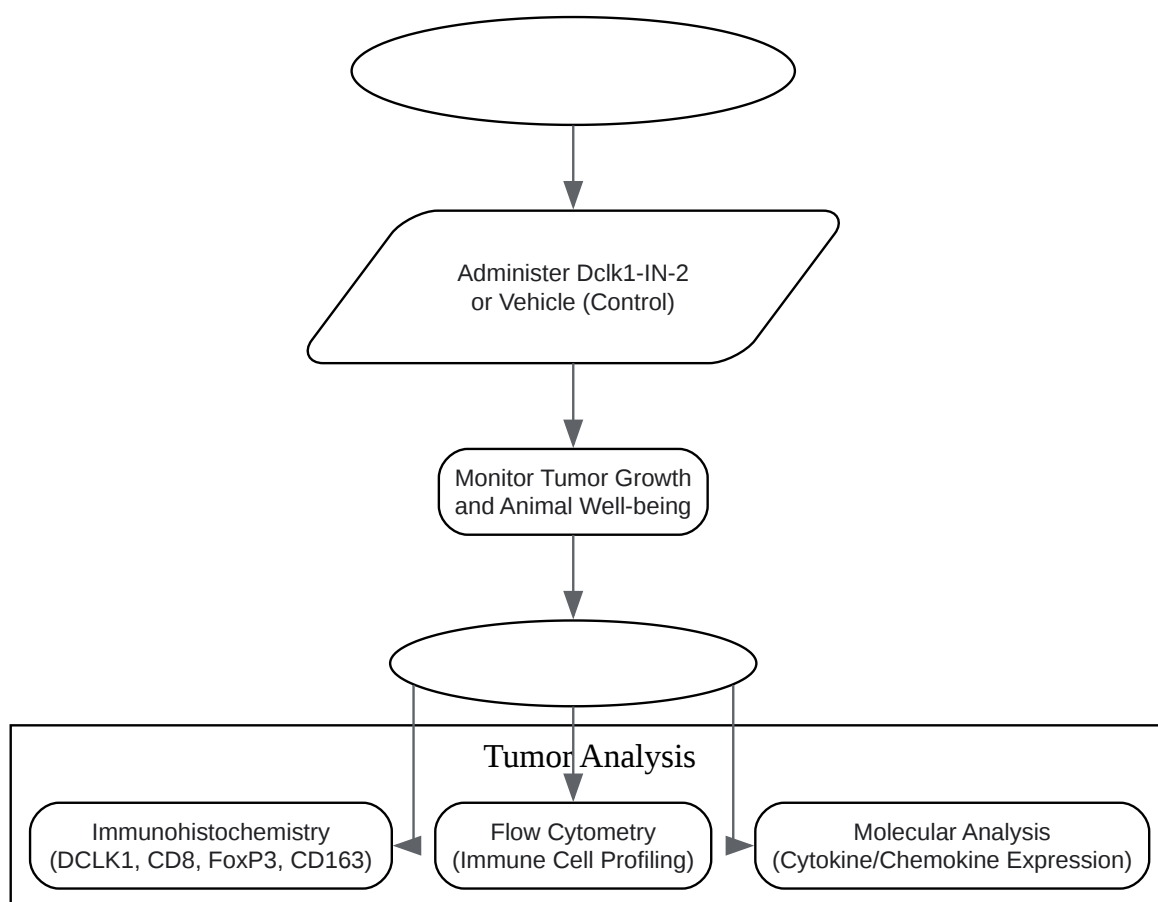 Administer Dclk1-IN-2
or Vehicle (Control)
Monitor Tumor Growth
and Animal Well-being
Tumor Analysis
Immunohistochemistry
(DCLK1, CD8, FoxP3, CD163)
Flow Cytometry
(Immune Cell Profiling)
Molecular Analysis
(Cytokine/Chemokine Expression)